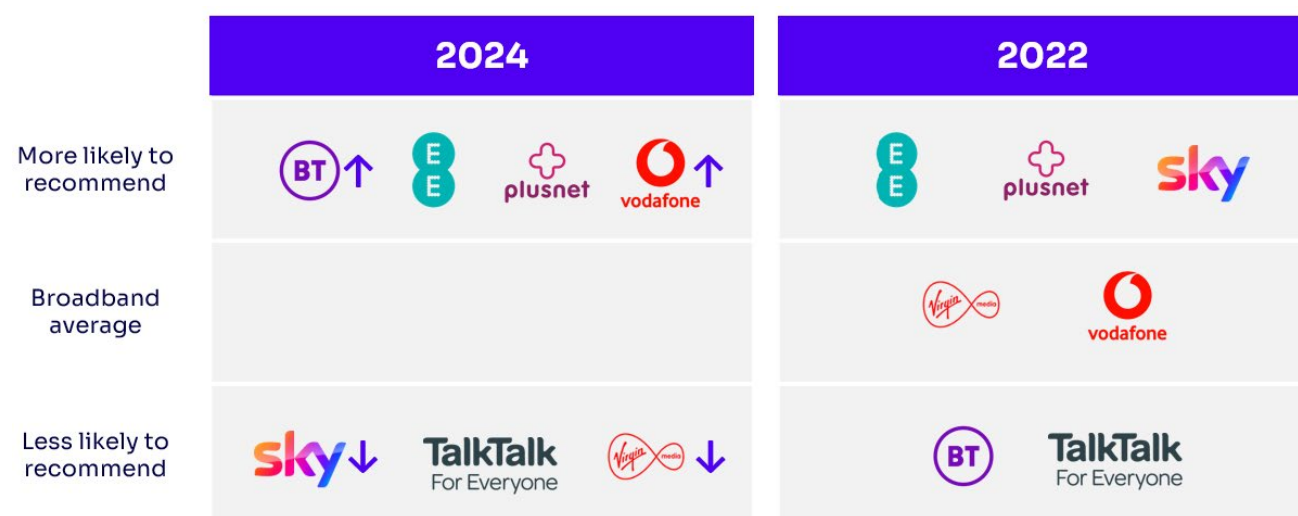 2024
2022
More likely to
recommend
BT
E
E
plusnet
vodafone
E
E
plusnet
sky
Broadband
average
Virgin media
vodafone
Less likely to
recommend
sky
TalkTalk
For Everyone
Virgin media
BT
TalkTalk
For Everyone